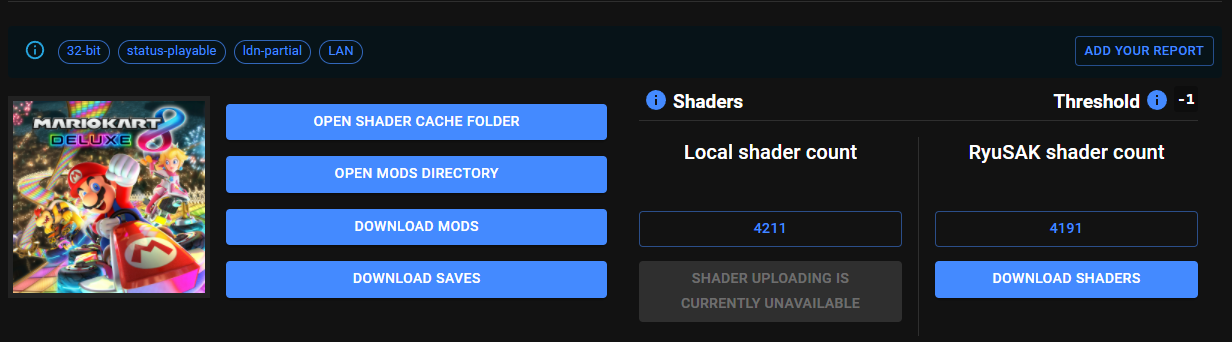 32-bit
status-playable
ldn-partial
LAN
ADD YOUR REPORT
MARIOKART
8
DELUXE
M
OPEN SHADER CACHE FOLDER
OPEN MODS DIRECTORY
DOWNLOAD MODS
DOWNLOAD SAVES
Shaders
Threshold
-1
Local shader count
4211
SHADER UPLOADING IS
CURRENTLY UNAVAILABLE
RyuSAK shader count
4191
DOWNLOAD SHADERS